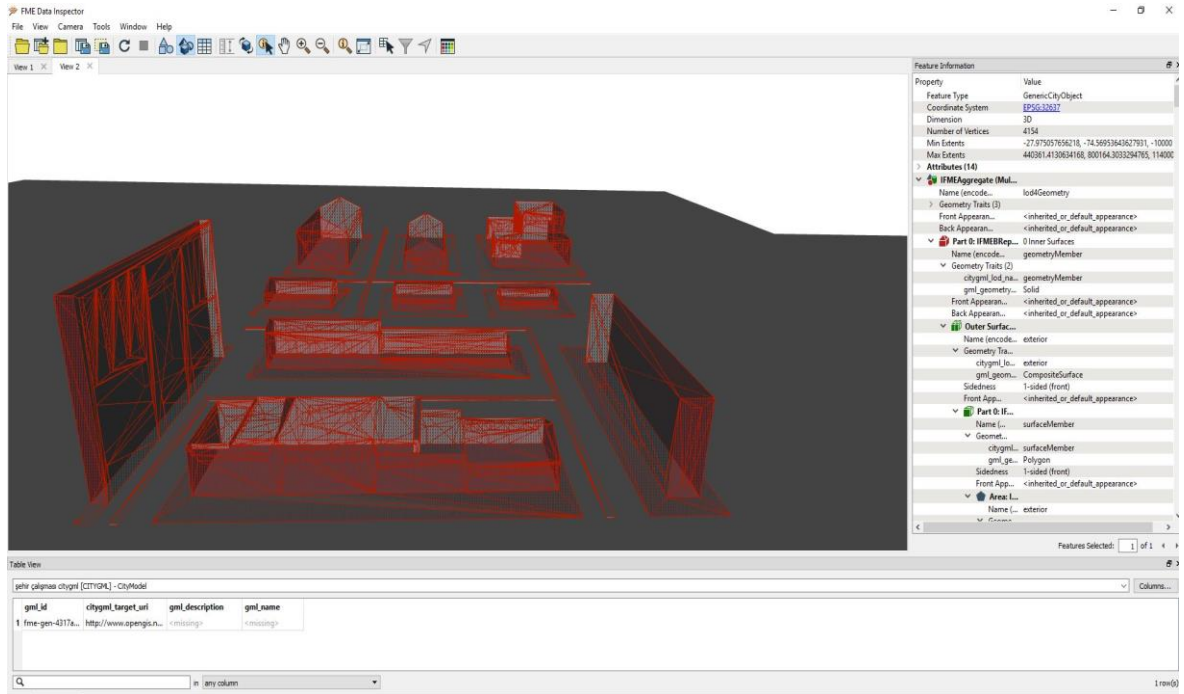 FME Data Inspector
File View Camera Tools Window Help
View 1 View 2
Feature Information
Property Value
Feature Type GenericCityObject
Coordinate System EPSG:32637
Dimension 3D
Number of Vertices 4154
Min Extents -27.975057656218, -74.56953643627931, -10000
Max Extents 440361.4130634168, 800164.3033294765, 114000
Attributes (14)
IFMEAggregate (Mul...
Name (encode... lod4Geometry
Geometry Traits (3)
Front Appearan... <inherited_or_default_appearance>
Back Appearan... <inherited_or_default_appearance>
Part 0: IFMEBRep... 0 Inner Surfaces
Name (encode... geometryMember
Geometry Traits (2)
citygml_lod_na... geometryMember
gml_geometry... Solid
Front Appearan... <inherited_or_default_appearance>
Back Appearan... <inherited_or_default_appearance>
Outer Surfac...
Name (encode... exterior
Geometry Tra...
citygml_lo... exterior
gml_geom... CompositeSurface
Sidedness 1-sided (front)
Front App... <inherited_or_default_appearance>
Part 0: IF...
Name (... surfaceMember
Geomet...
citygml... surfaceMember
gml_ge... Polygon
Sidedness 1-sided (front)
Front App... <inherited_or_default_appearance>
Area: I...
Name (... exterior
Features Selected: 1 of 1
Table View
şehir çalışması citygml [CITYGML] - CityModel Columns...
gml_id citygml_target_uri gml_description gml_name
1 fme-gen-4317a... http://www.opengis.n... <missing> <missing>
in any column 1 row(s)